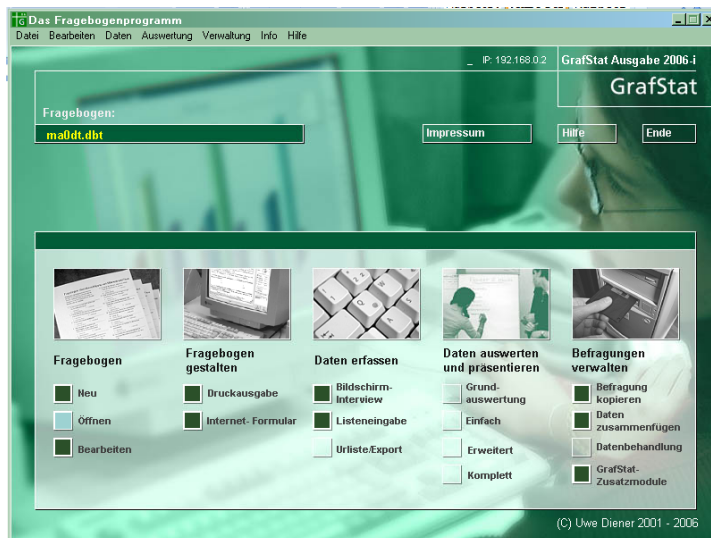 Das Fragebogenprogramm
Datei Bearbeiten Daten Auswertung Verwaltung Info Hilfe
_ IP: 192.168.0.2 GrafStat Ausgabe 2006-i
GrafStat
Fragebogen:
ma0dt.dbt
Impressum
Hilfe
Ende
Fragebogen
Neu
Öffnen
Bearbeiten
Fragebogen
gestalten
Druckausgabe
Internet- Formular
Daten erfassen
Bildschirm-
Interview
Listeneingabe
Urliste/Export
Daten auswerten
und präsentieren
Grund-
auswertung
Einfach
Erweitert
Komplett
Befragungen
verwalten
Befragung
kopieren
Daten
zusammenfügen
Datenbehandlung
GrafStat-
Zusatzmodule
(C) Uwe Diener 2001 - 2006